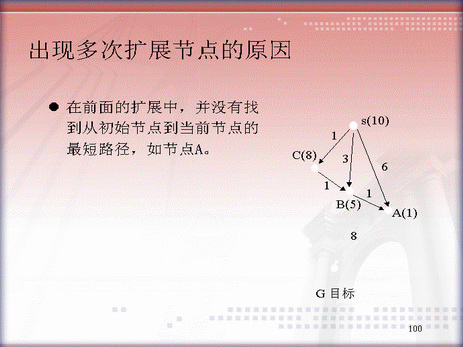 出现多次扩展节点的原因
● 在前面的扩展中，并没有找
到从初始节点到当前节点的
最短路径，如节点A。
s(10)
1
C(8)
3
6
1
B(5)
1
A(1)
8
G 目标
100